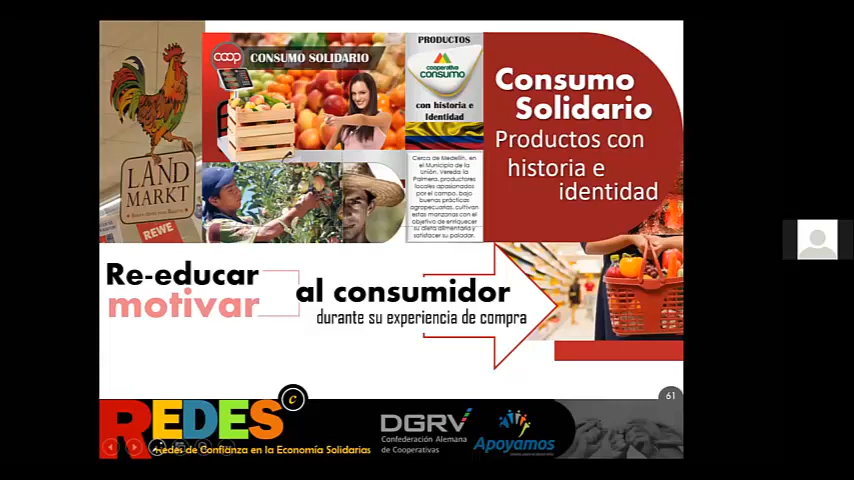 LAND
MARKT
REWE
coop
CONSUMO SOLIDARIO
PRODUCTOS
cooperativa
consumo
con historia e
Identidad
Cerca de Medellín, en
el Municipio de la
Unión, Vereda la
Palmera, productores
locales apasionados
por el campo, bajo
buenas prácticas
agropecuarias, cultivan
estas manzanas con el
objetivo de enriquecer
su dieta alimentaria y
satisfacer su paladar.
Consumo
Solidario
Productos con
historia e
identidad
Re-educar
motivar
al consumidor
durante su experiencia de compra
61
REDES
c
Redes de Confianza en la Economía Solidarias
DGRV
Confederación Alemana
de Cooperativas
Apoyamos